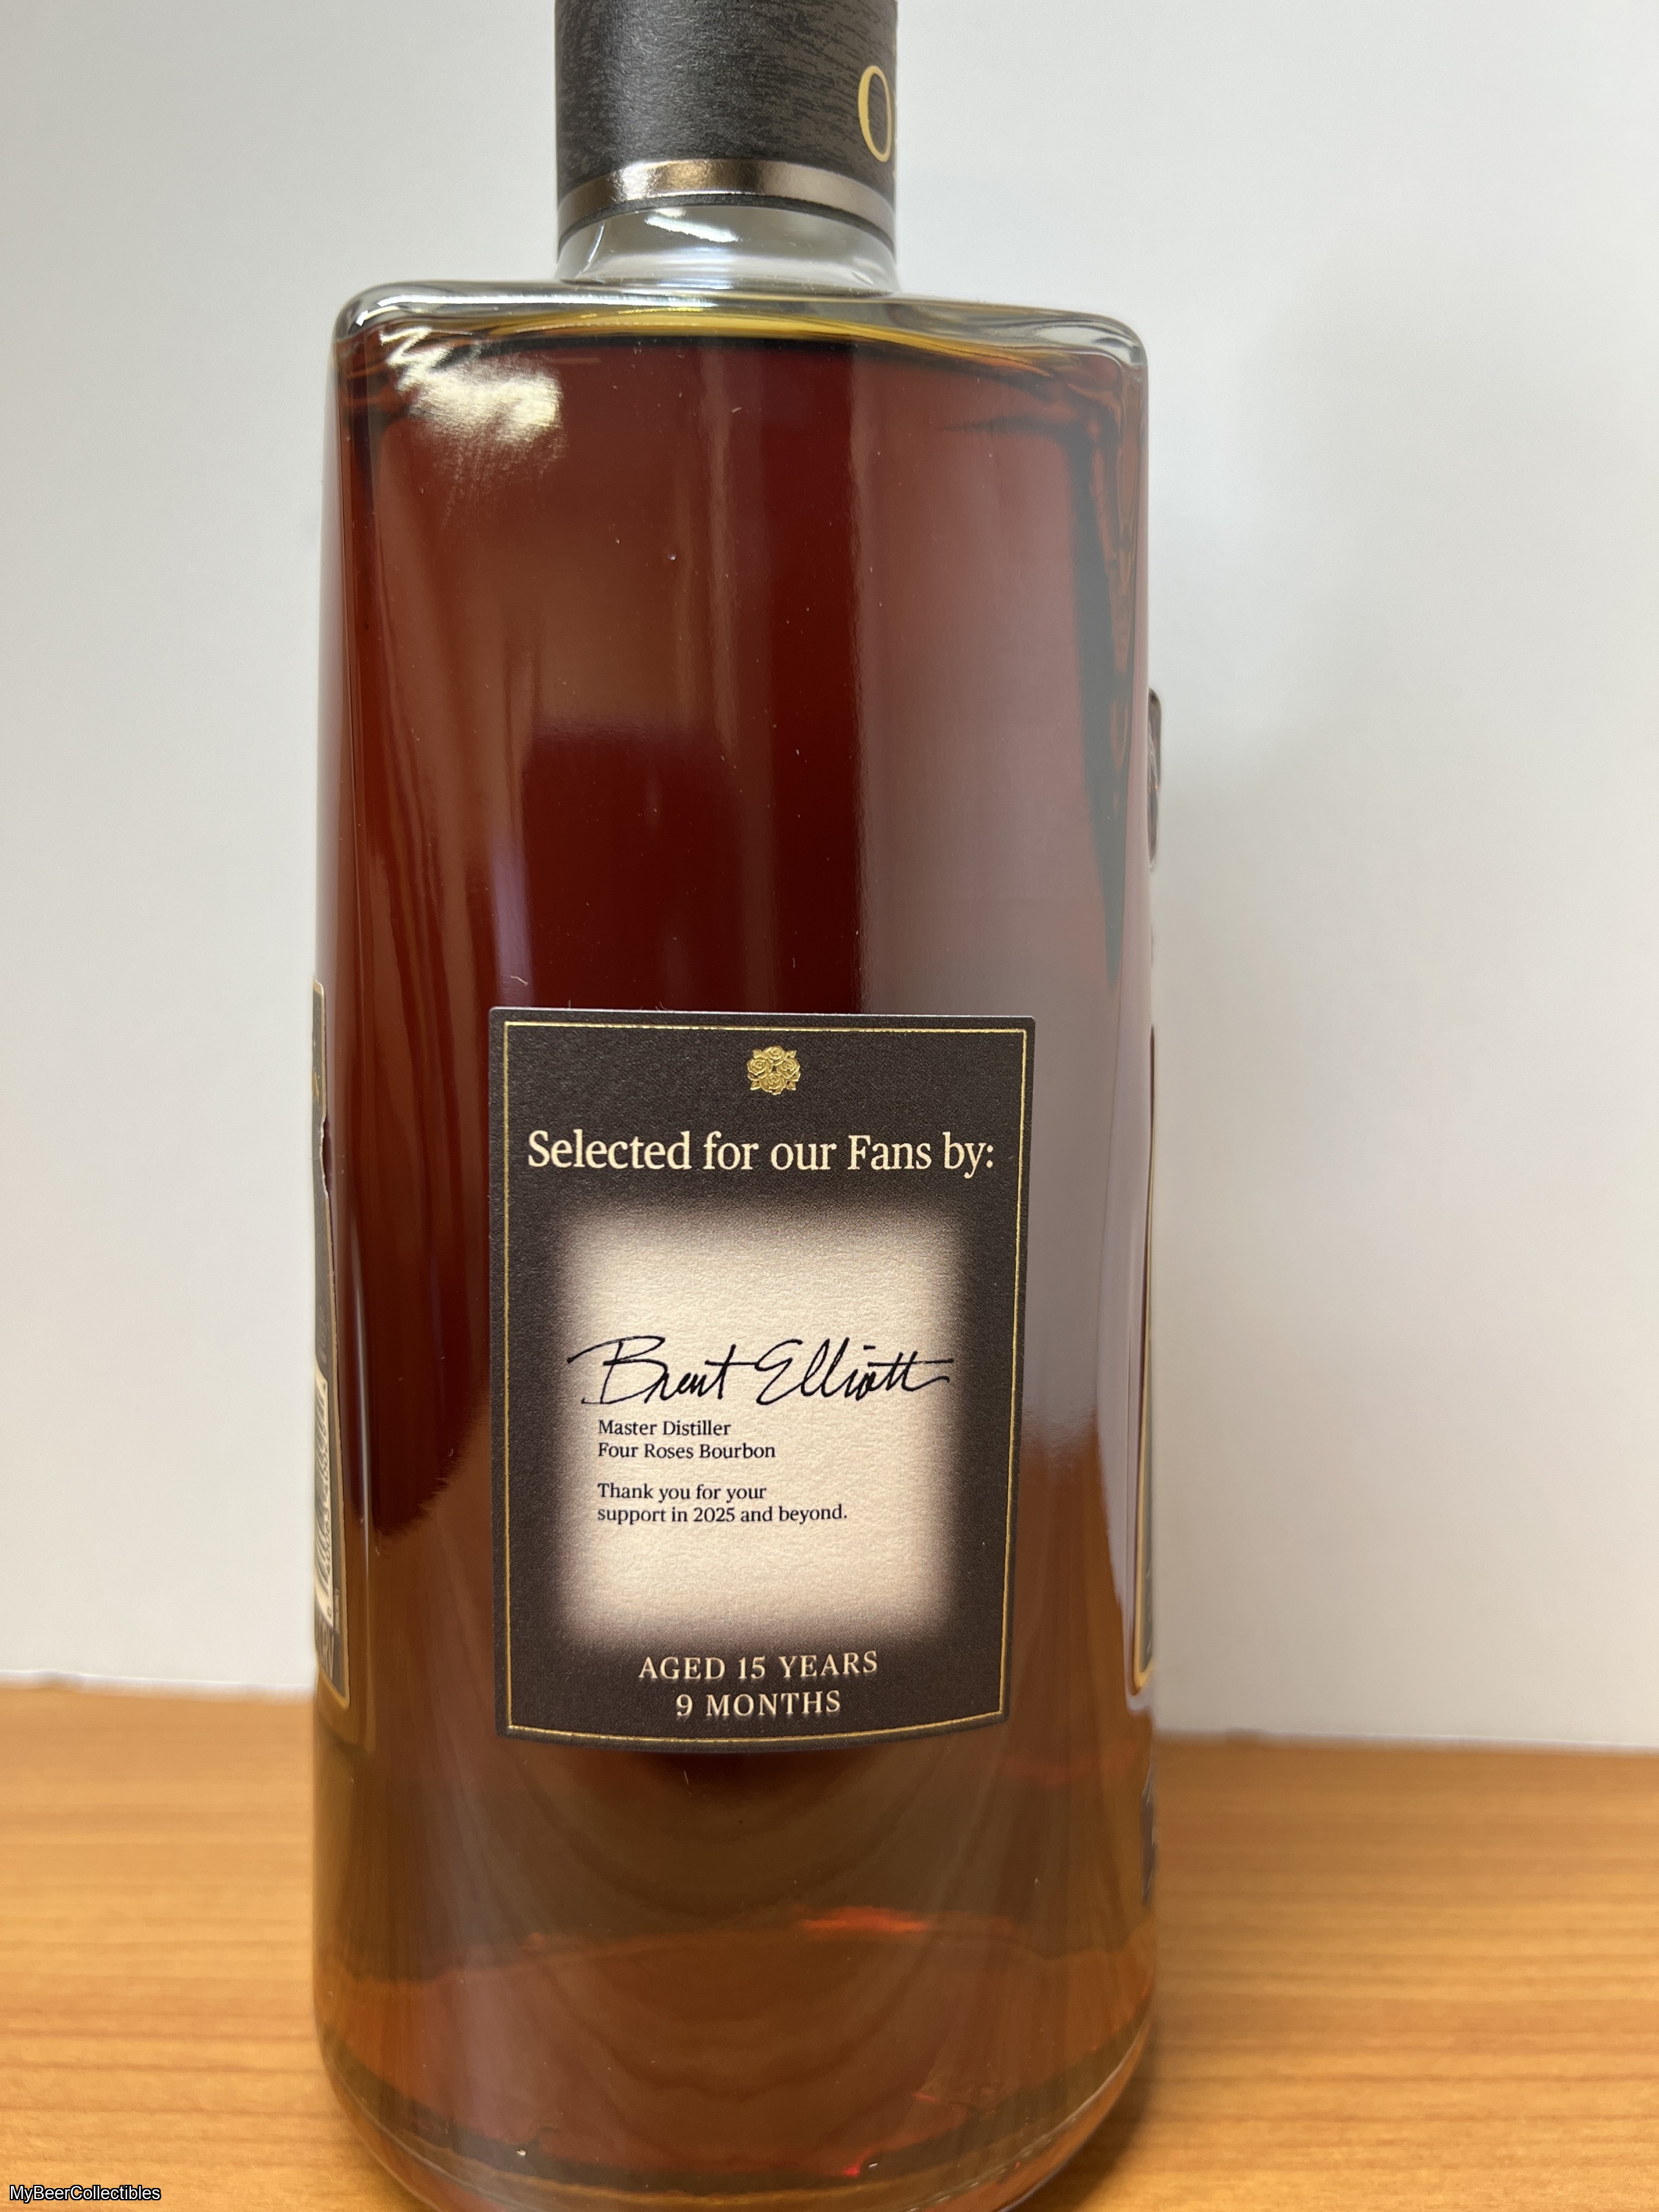 Selected for our Fans by:
Brent Elliott
Master Distiller
Four Roses Bourbon
Thank you for your
support in 2025 and beyond.
AGED 15 YEARS
9 MONTHS
MyBeerCollectibles